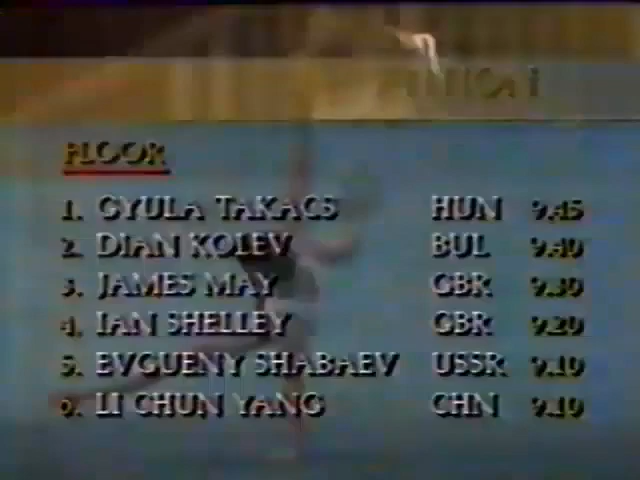 FLOOR
1. GYULA TAKACS HUN 9.45
2. DIAN KOLEV BUL 9.40
3. JAMES MAY GBR 9.30
4. IAN SHELLEY GBR 9.20
5. EVGUENY SHABAEV USSR 9.10
6. LI CHUN YANG CHN 9.10